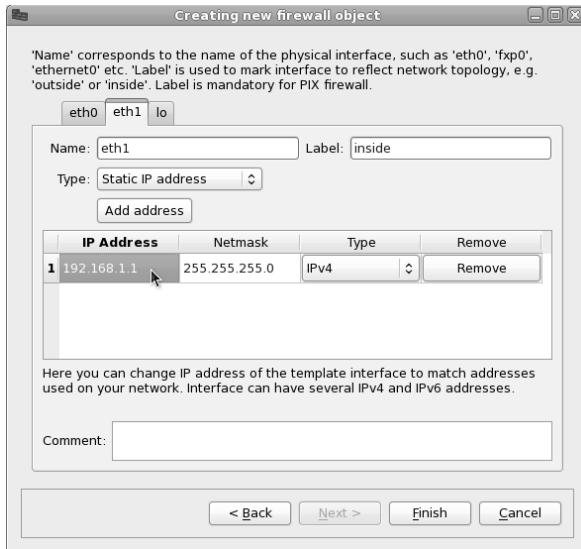 Creating new firewall object
'Name' corresponds to the name of the physical interface, such as 'eth0', 'fxp0',
'ethernet0' etc. 'Label' is used to mark interface to reflect network topology, e.g.
'outside' or 'inside'. Label is mandatory for PIX firewall.
eth0 eth1 lo
Name: eth1 Label: inside
Type: Static IP address
Add address
IP Address Netmask Type Remove
1 192.168.1.1 255.255.255.0 IPv4 Remove
Here you can change IP address of the template interface to match addresses
used on your network. Interface can have several IPv4 and IPv6 addresses.
Comment:
< Back Next > Finish Cancel